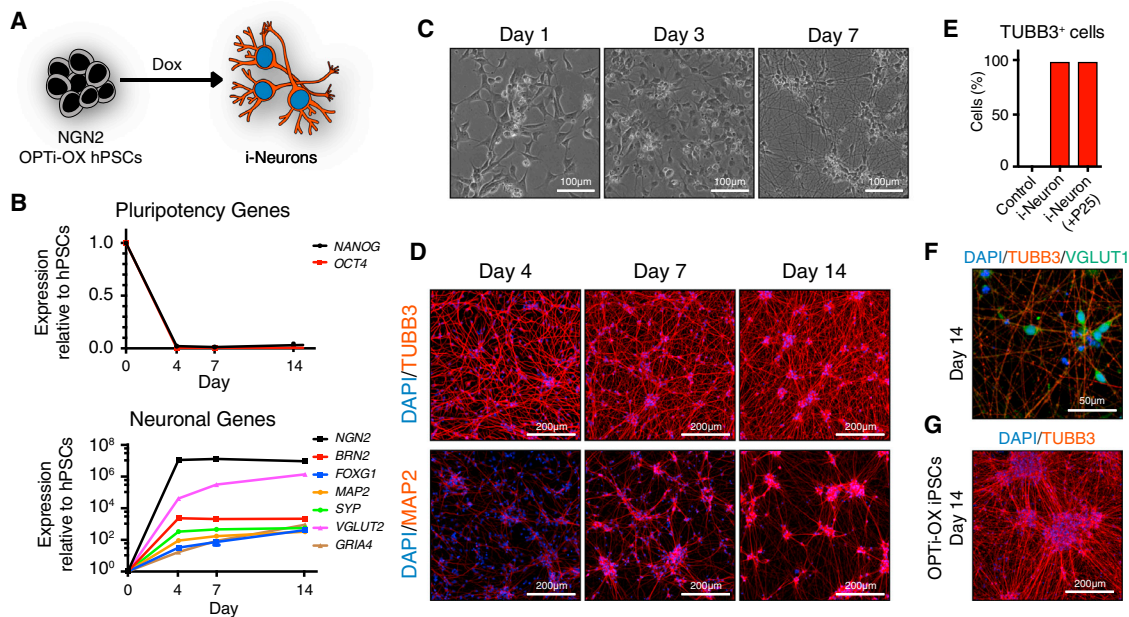 A
Dox
NGN2
OPTi-OX hPSCs
i-Neurons
B
Pluripotency Genes
Expression
relative to hPSCs
1.0
0.5
0.0
0
4
7
14
Day
NANOG
OCT4
Neuronal Genes
Expression
relative to hPSCs
10⁸
10⁶
10⁴
10²
10⁰
0
4
7
14
Day
NGN2
BRN2
FOXG1
MAP2
SYP
VGLUT2
GRIA4
C
Day 1
Day 3
Day 7
100μm
100μm
100μm
D
Day 4
Day 7
Day 14
DAPI/TUBB3
200μm
200μm
200μm
DAPI/MAP2
200μm
200μm
200μm
E
TUBB3⁺ cells
Cells (%)
100
50
0
Control
i-Neuron
i-Neuron
(+P25)
F
DAPI/TUBB3/VGLUT1
Day 14
50μm
G
DAPI/TUBB3
OPTi-OX iPSCs
Day 14
200μm